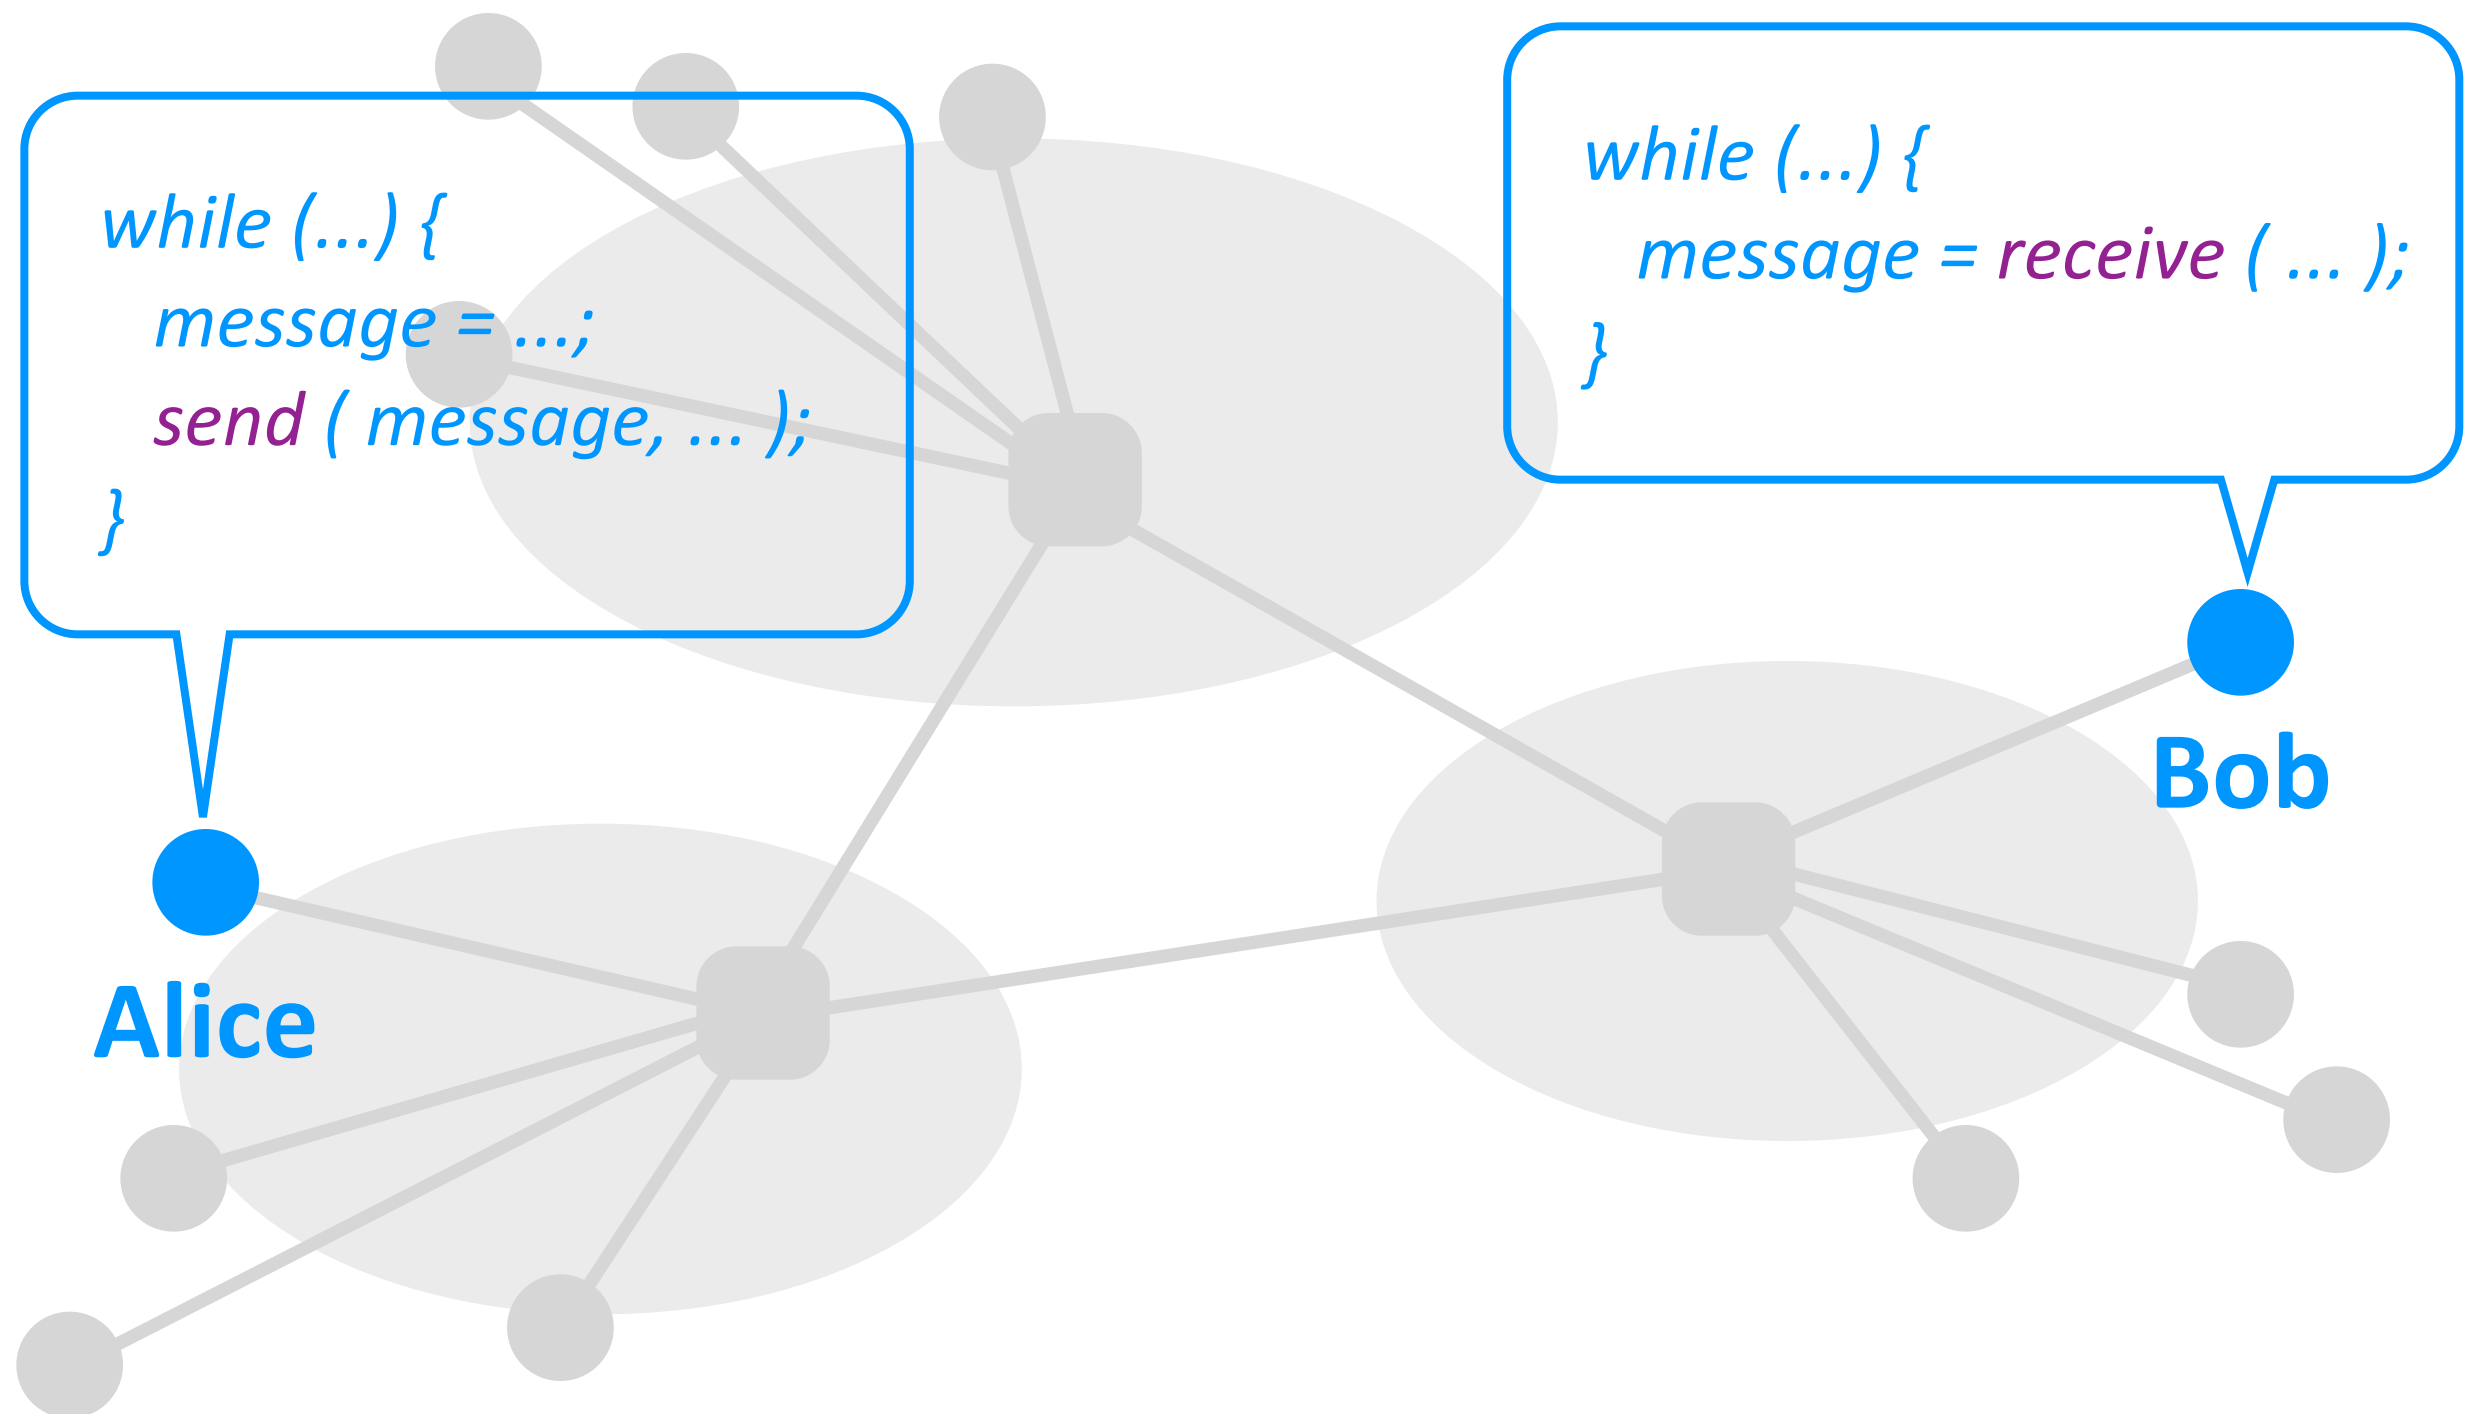 while (...) {
message = ...;
send ( message, ... );
}
Alice
while (...) {
message = receive ( ... );
}
Bob